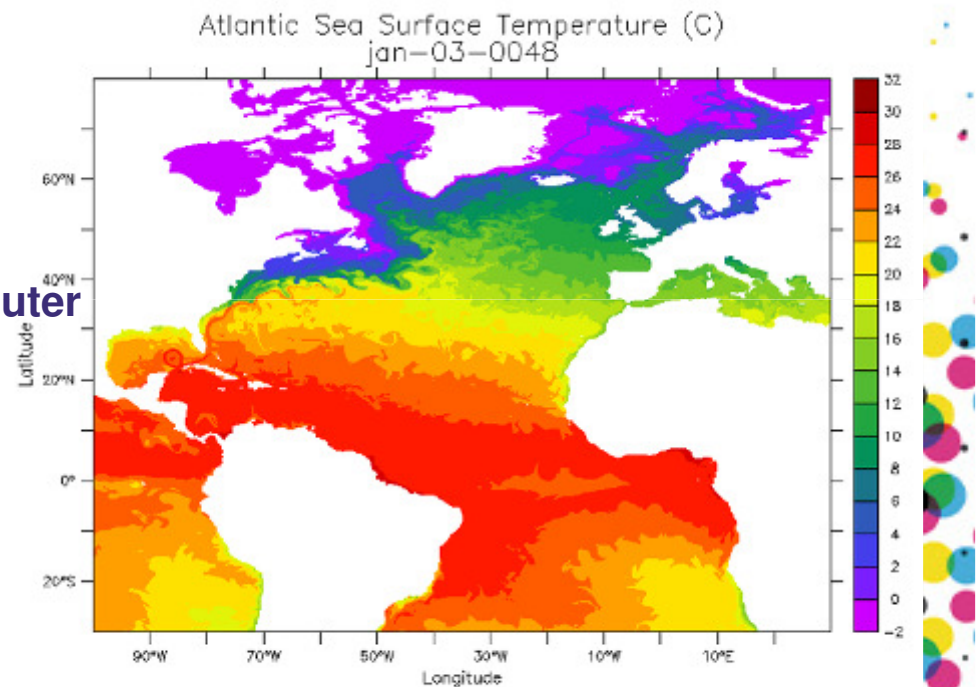 Atlantic Sea Surface Temperature (C)
jan-03-0048
32
30
28
26
24
22
20
18
16
14
12
10
8
6
4
2
0
-2
60°N
40°N
20°N
0°
20°S
uter
Latitude
90°W 70°W 50°W 30°W 10°W 10°E
Longitude